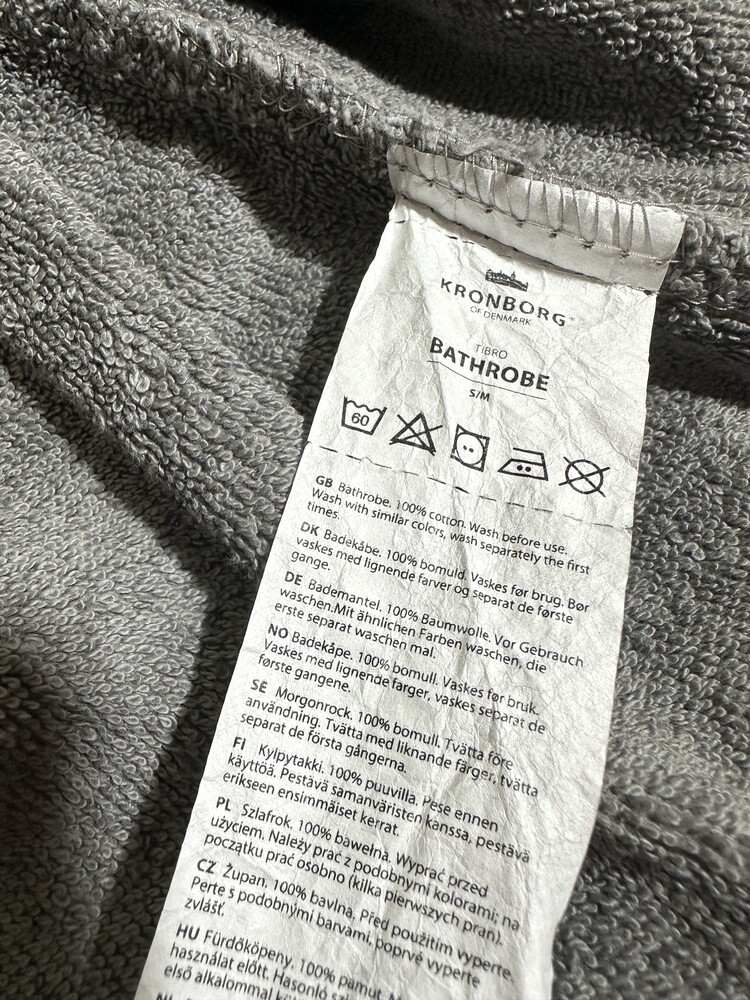 KRONBORG®
OF DENMARK
TIBRO
BATHROBE
S/M
60
GB Bathrobe. 100% cotton. Wash before use.
Wash with similar colors, wash separately the first
times.
DK Badekåbe. 100% bomuld. Vaskes før brug. Bør
vaskes med lignende farver og separat de første
gange.
DE Bademantel. 100% Baumwolle. Vor Gebrauch
waschen.Mit ähnlichen Farben waschen, die
erste separat waschen mal.
NO Badekåpe. 100% bomull. Vaskes før bruk.
Vaskes med lignende farger, vaskes separat de
første gangene.
SE Morgonrock. 100% bomull. Tvätta före
användning. Tvätta med liknande färger, tvätta
separat de första gångerna.
FI Kylpytakki. 100% puuvilla. Pese ennen
käyttöä. Pestävä samanväristen kanssa, pestävä
erikseen ensimmäiset kerrat.
PL Szlafrok. 100% bawełna. Wyprać przed
użyciem. Należy prać z podobnymi kolorami; na
początku prać osobno (kilka pierwszych prań).
CZ Župan. 100% bavlna. Před použitím vyperte.
Perte s podobnými barvami, poprvé vyperte
zvlášť.
HU Fürdőköpeny. 100% pamut.
használat előtt. Hasonló
első alkalommal